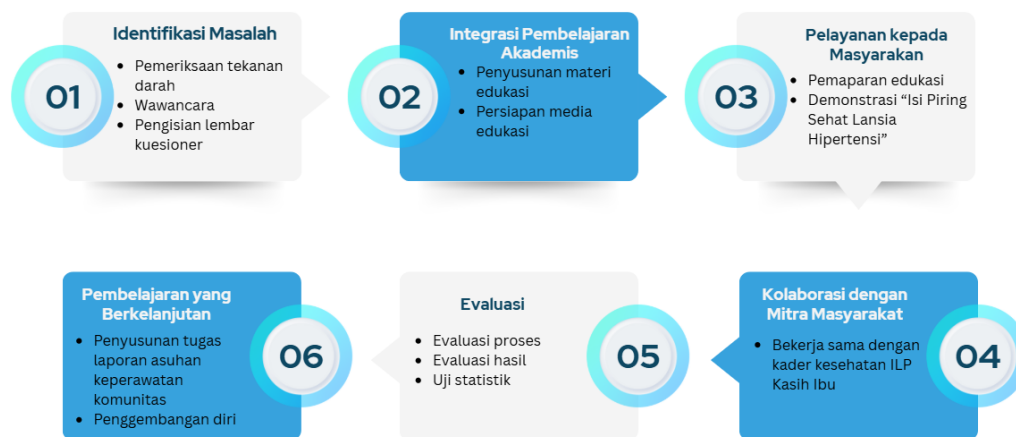 Identifikasi Masalah
01
• Pemeriksaan tekanan
darah
• Wawancara
• Pengisian lembar
kuesioner
Integrasi Pembelajaran
Akademis
02
• Penyusunan materi
edukasi
• Persiapan media
edukasi
Pelayanan kepada
Masyarakan
03
• Pemaparan edukasi
• Demonstrasi “Isi Piring
Sehat Lansia
Hipertensi”
Kolaborasi dengan
Mitra Masyarakat
04
• Bekerja sama dengan
kader kesehatan ILP
Kasih Ibu
Evaluasi
05
• Evaluasi proses
• Evaluasi hasil
• Uji statistik
Pembelajaran yang
Berkelanjutan
06
• Penyusunan tugas
laporan asuhan
keperawatan
komunitas
• Penggembangan diri